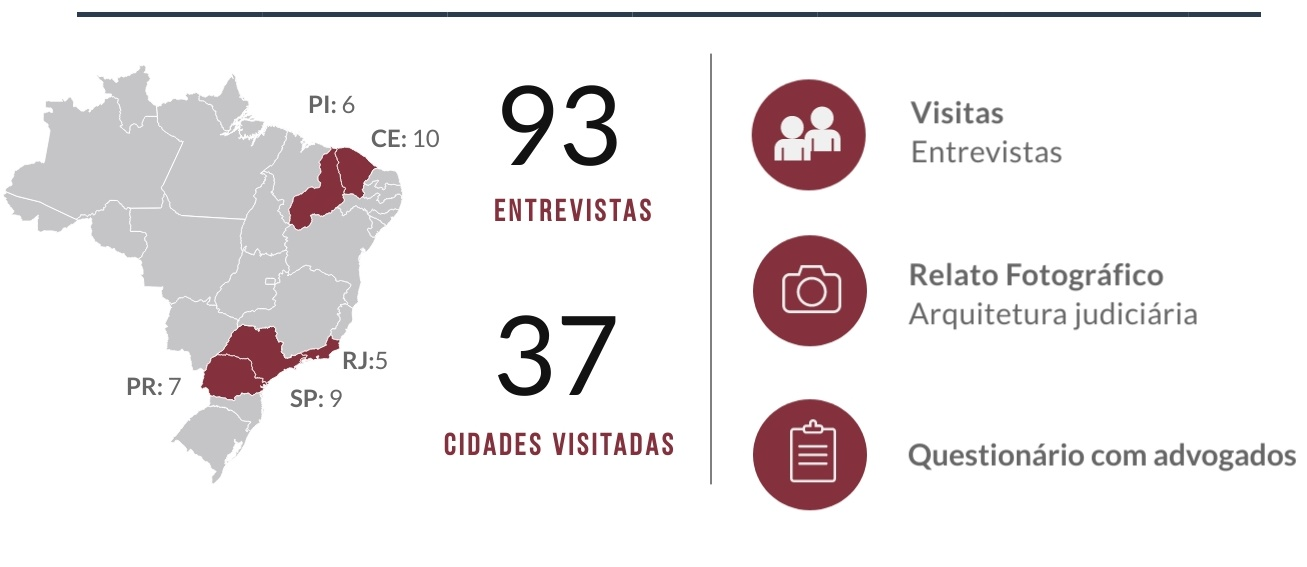 PI: 6
CE: 10
RJ:5
PR: 7
SP: 9
93
ENTREVISTAS
37
CIDADES VISITADAS
Visitas
Entrevistas
Relato Fotográfico
Arquitetura judiciária
Questionário com advogados